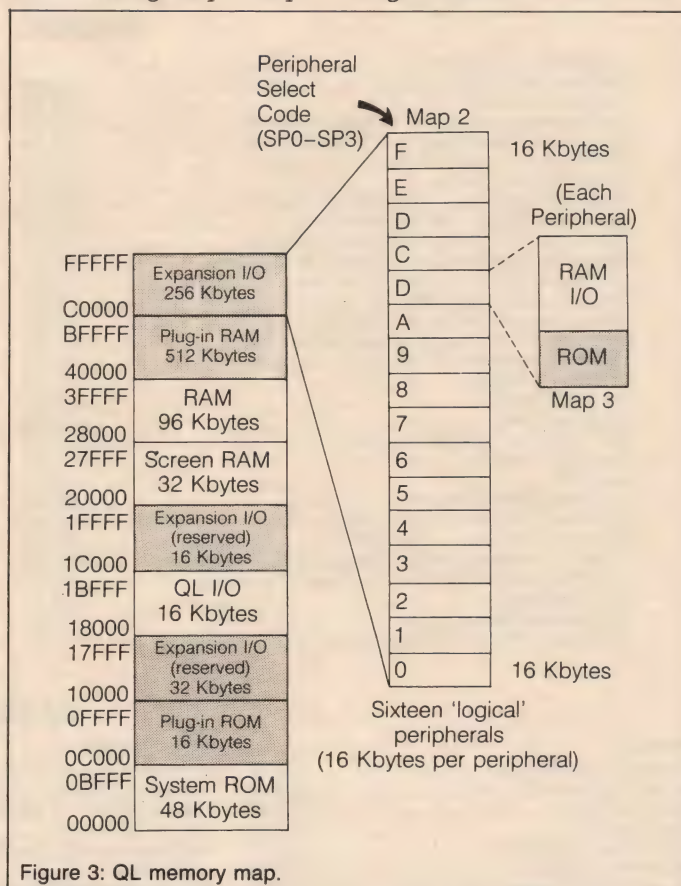 Peripheral
Select
Code
(SP0–SP3)
Map 2
F
16 Kbytes
E
D
C
D
A
9
8
7
6
5
4
3
2
1
0
16 Kbytes
(Each
Peripheral)
RAM
I/O
ROM
Map 3
Sixteen 'logical'
peripherals
(16 Kbytes per peripheral)
FFFFF
Expansion I/O
256 Kbytes
C0000
BFFFF
Plug-in RAM
512 Kbytes
40000
3FFFF
RAM
96 Kbytes
28000
27FFF
Screen RAM
32 Kbytes
20000
1FFFF
Expansion I/O
(reserved)
16 Kbytes
1C000
1BFFF
QL I/O
16 Kbytes
18000
17FFF
Expansion I/O
(reserved)
32 Kbytes
10000
0FFFF
Plug-in ROM
16 Kbytes
0C000
0BFFF
System ROM
48 Kbytes
00000
Figure 3: QL memory map.